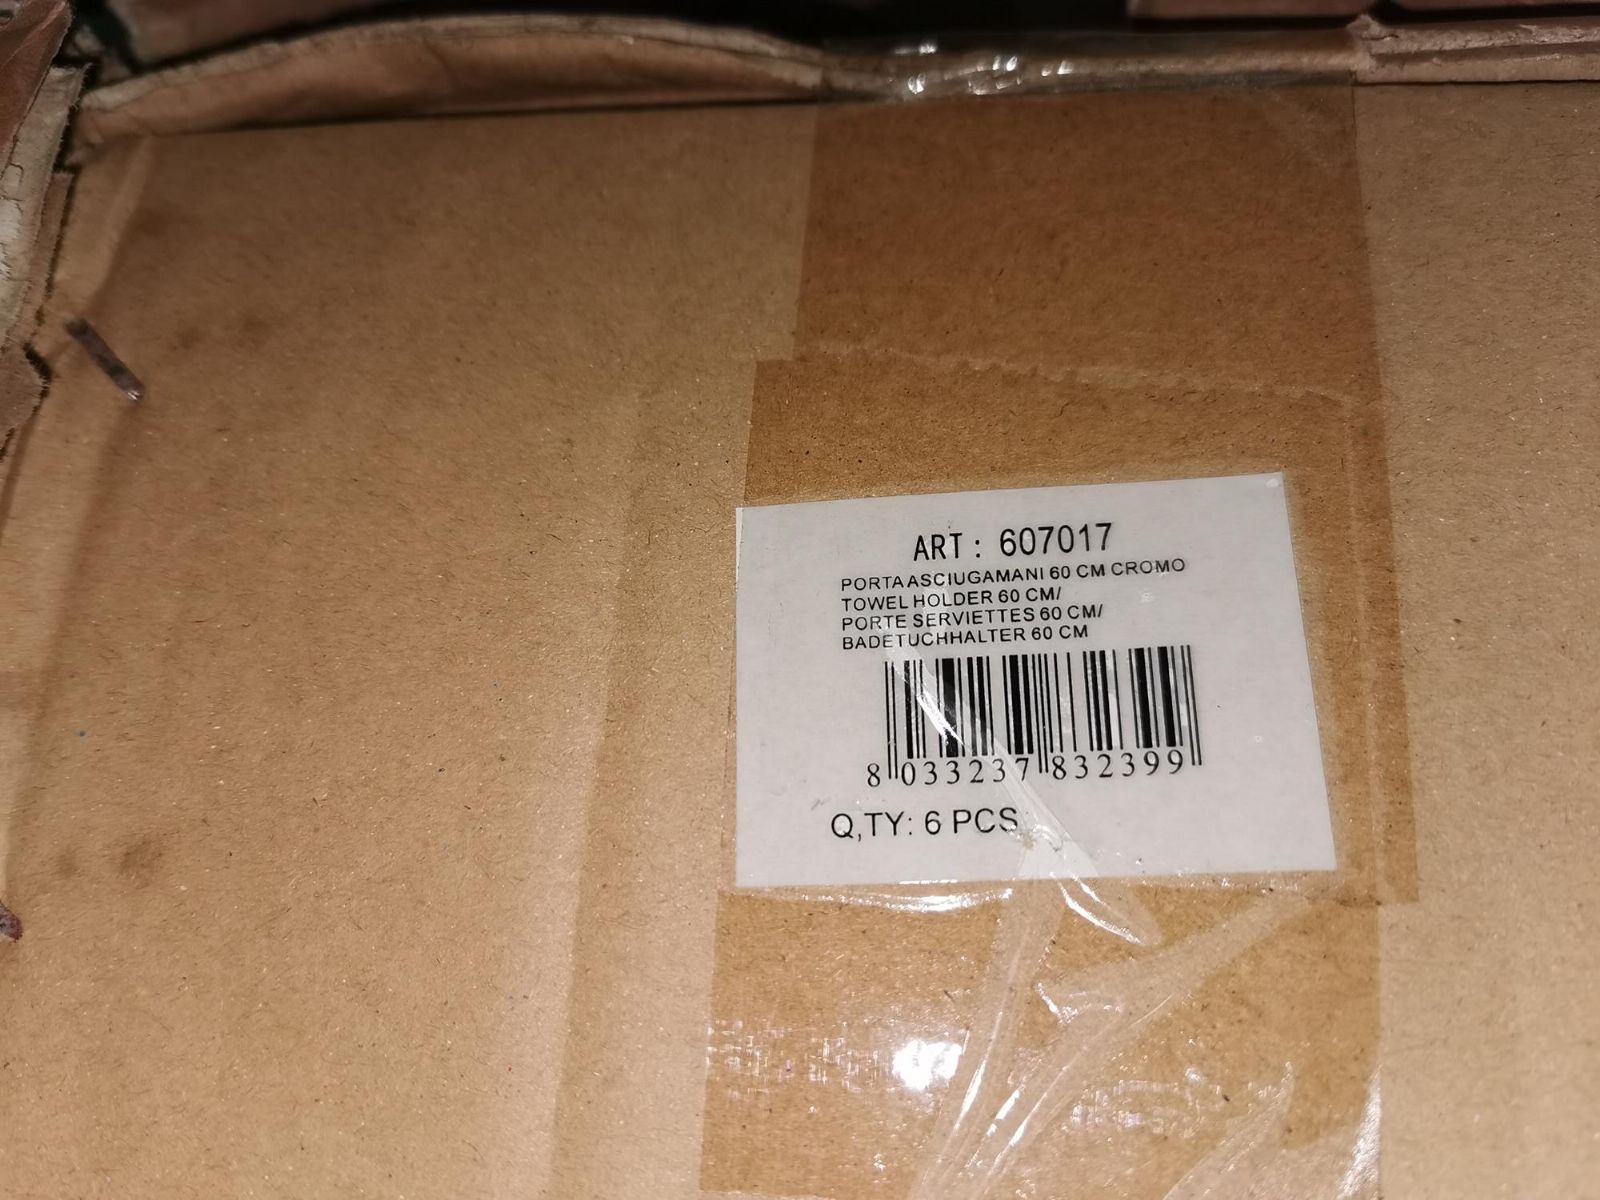 ART: 607017
PORTA ASCIUGAMANI 60 CM CROMO
TOWEL HOLDER 60 CM/
PORTE SERVIETTES 60 CM/
BADETUCHHALTER 60 CM
8 033237 832399
Q,TY: 6 PCS